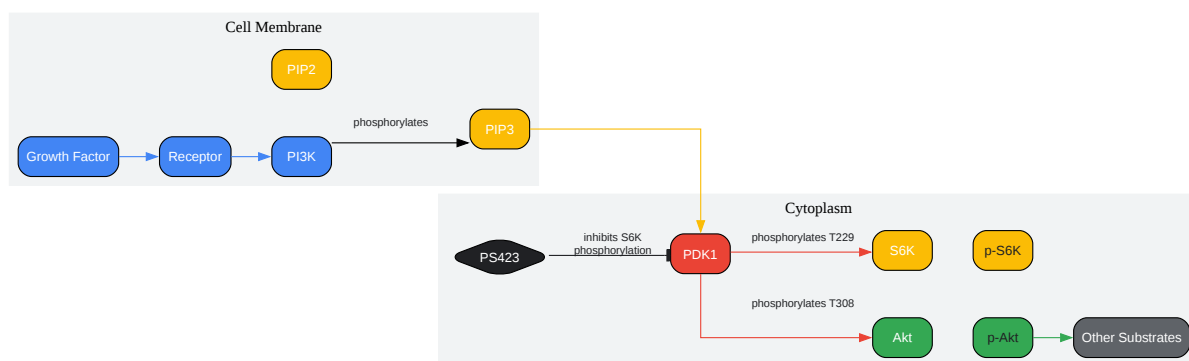 Cell Membrane
PIP2
phosphorylates
PIP3
Growth Factor
Receptor
PI3K
Cytoplasm
inhibits S6K
phosphorylation
phosphorylates T229
PS423
PDK1
S6K
p-S6K
phosphorylates T308
Akt
p-Akt
Other Substrates